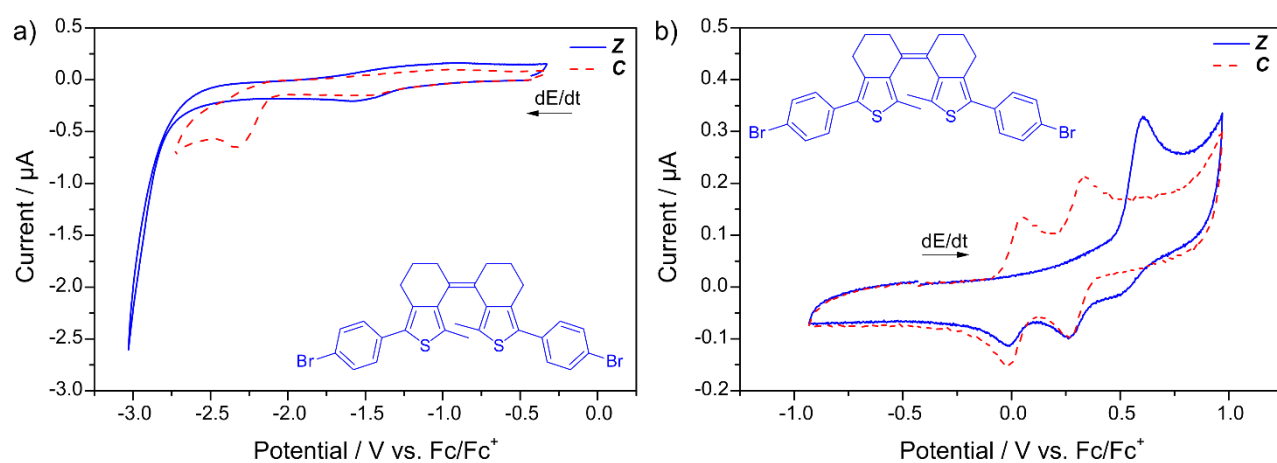 a)
0.5
0.0
-0.5
-1.0
-1.5
-2.0
-2.5
-3.0
Current / μA
-3.0 -2.5 -2.0 -1.5 -1.0 -0.5 0.0
Potential / V vs. Fc/Fc⁺
Z
C
dE/dt
Br S S Br
b)
0.5
0.4
0.3
0.2
0.1
0.0
-0.1
-0.2
Current / μA
-1.0 -0.5 0.0 0.5 1.0
Potential / V vs. Fc/Fc⁺
Z
C
Br S S Br
dE/dt